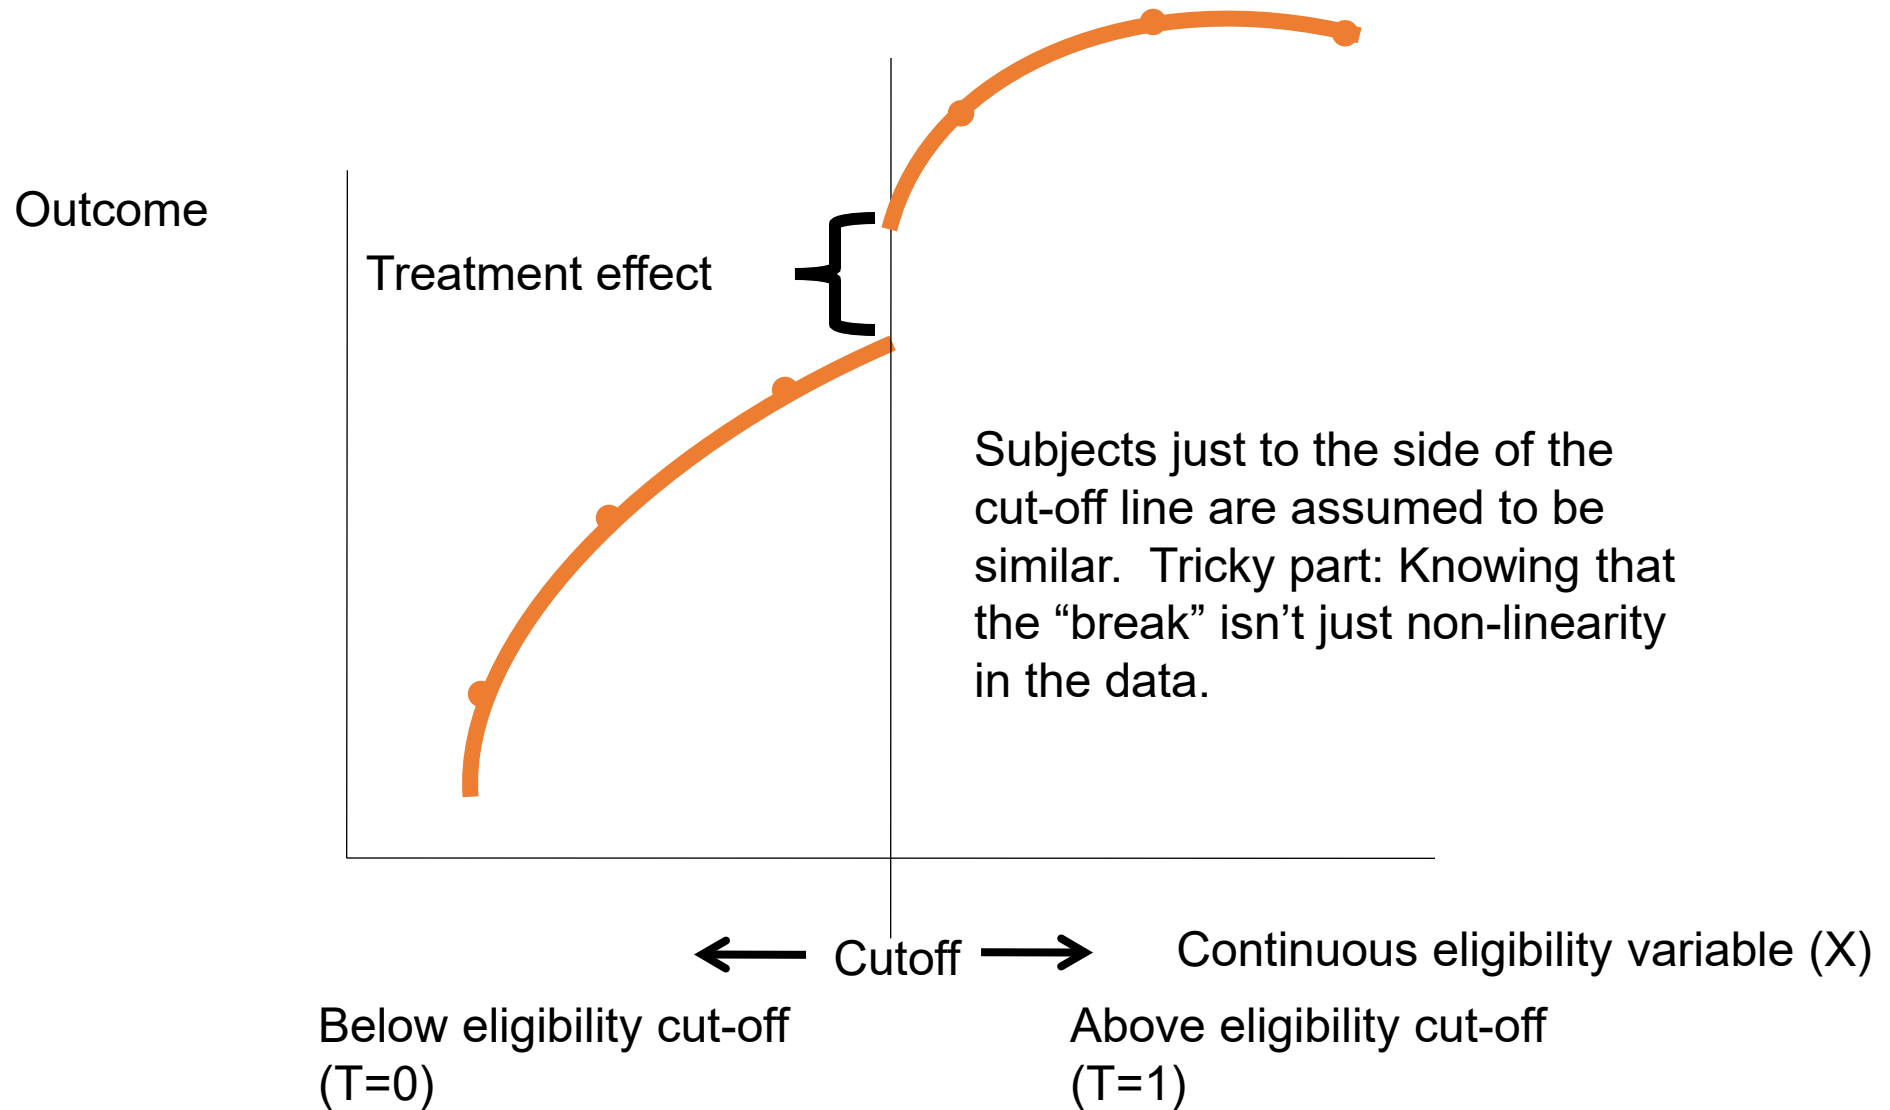 Outcome
Treatment effect
Subjects just to the side of the
cut-off line are assumed to be
similar.  Tricky part: Knowing that
the “break” isn’t just non-linearity
in the data.
Cutoff
Continuous eligibility variable (X)
Below eligibility cut-off
(T=0)
Above eligibility cut-off
(T=1)